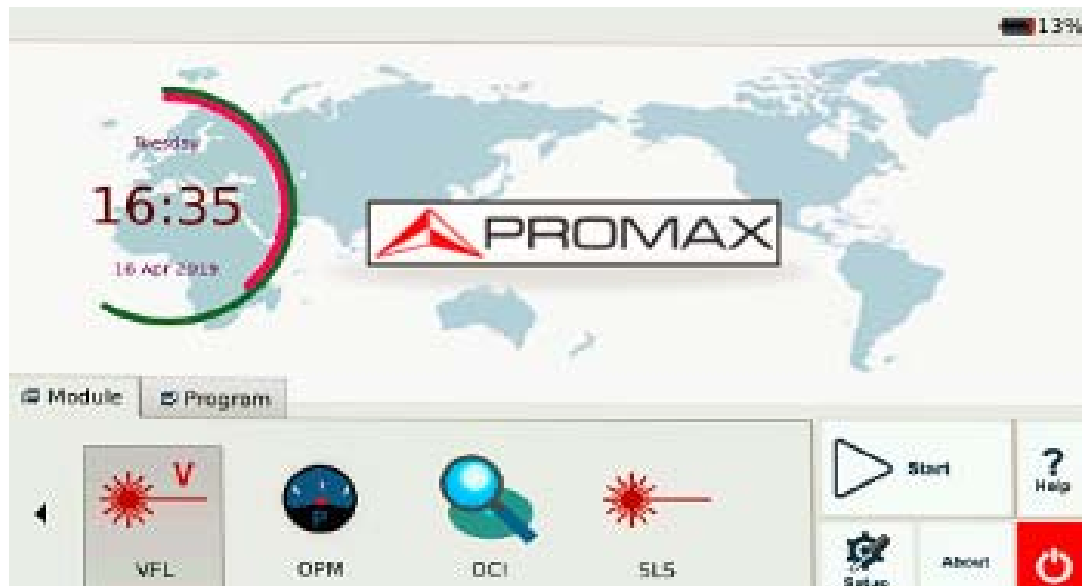 13%
Tuesday
16:35
16 Apr 2019
PROMAX
Module
Program
V
VFL
OPM
OCI
SLS
Start
?
Help
Setup
About